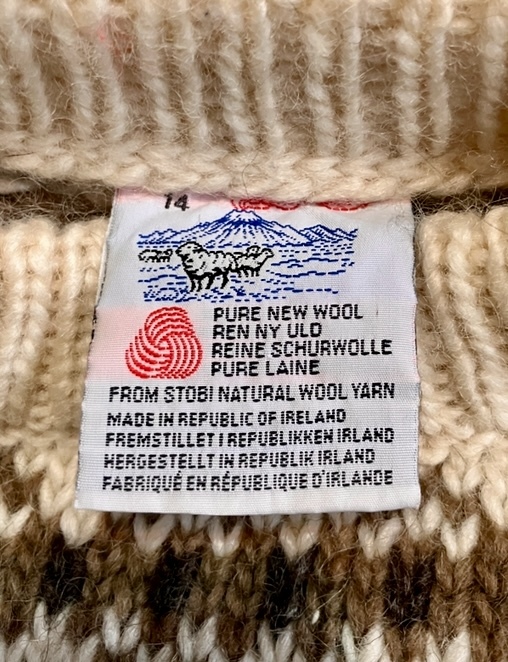 14
PURE NEW WOOL
REN NY ULD
REINE SCHURWOLLE
PURE LAINE
FROM STOBI NATURAL WOOL YARN
MADE IN REPUBLIC OF IRELAND
FREMSTILLET I REPUBLIKKEN IRLAND
HERGESTELLT IN REPUBLIK IRLAND
FABRIQUÉ EN RÉPUBLIQUE D'IRLANDE